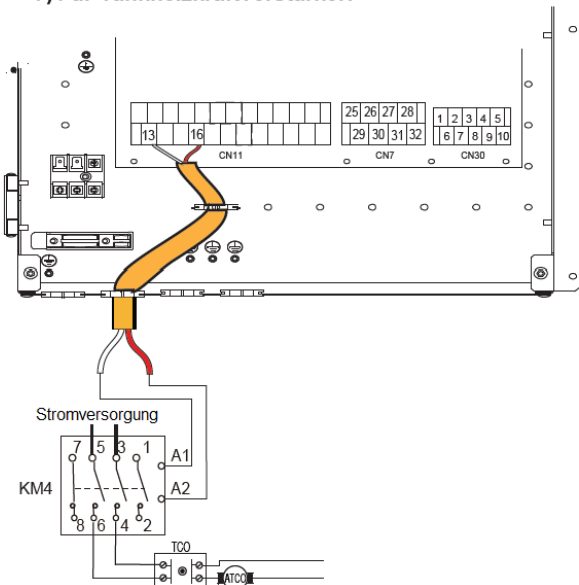 25 26 27 28
1 2 3 4 5
13 16
29 30 31 32
6 7 8 9 10
CN11
CN7
CN30
Stromversorgung
7 5 3 1
A1
KM4
A2
8 6 4 2
TCO
ATCO